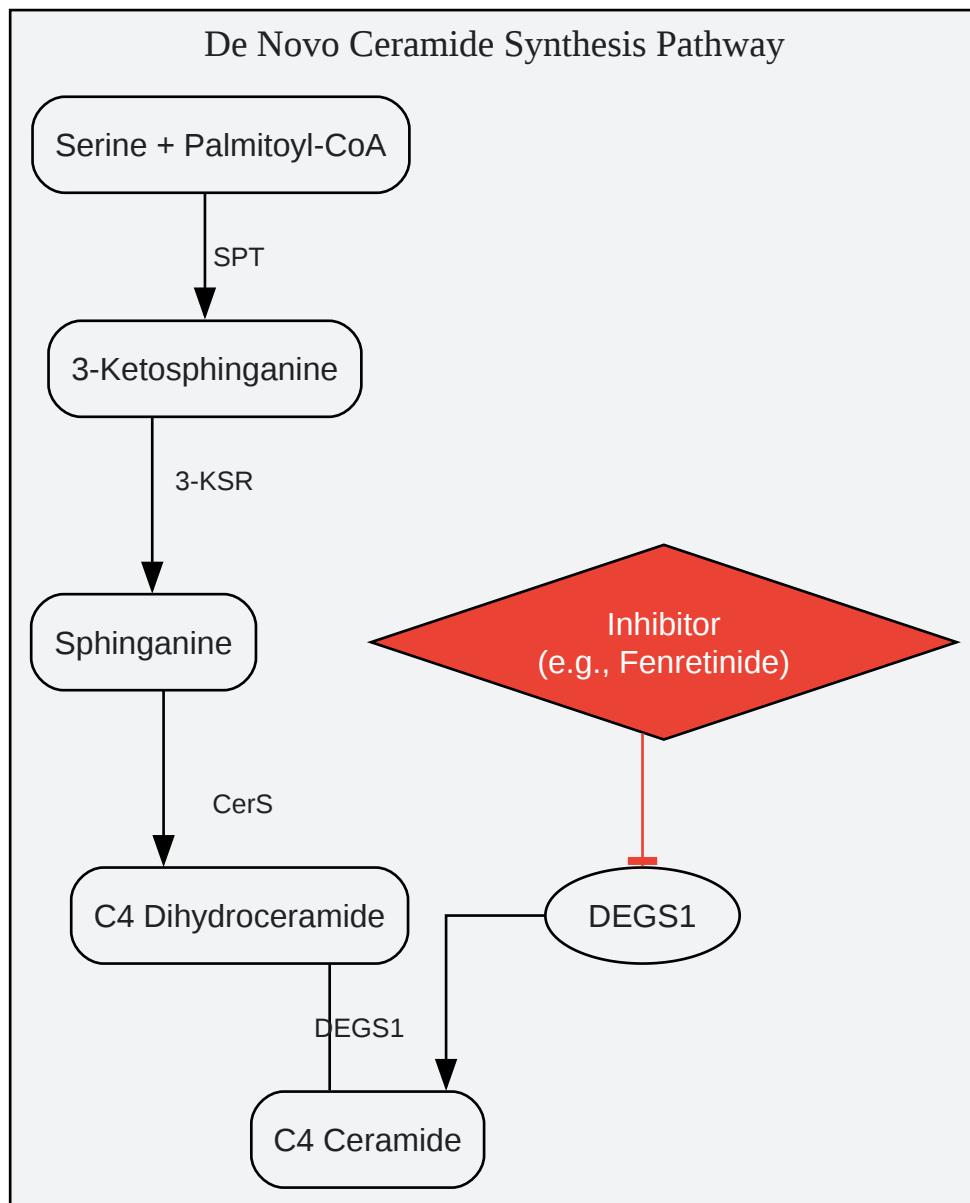 De Novo Ceramide Synthesis Pathway
Serine + Palmitoyl-CoA
SPT
3-Ketosphinganine
3-KSR
Sphinganine
Inhibitor
(e.g., Fenretinide)
CerS
C4 Dihydroceramide
DEGS1
DEGS1
C4 Ceramide